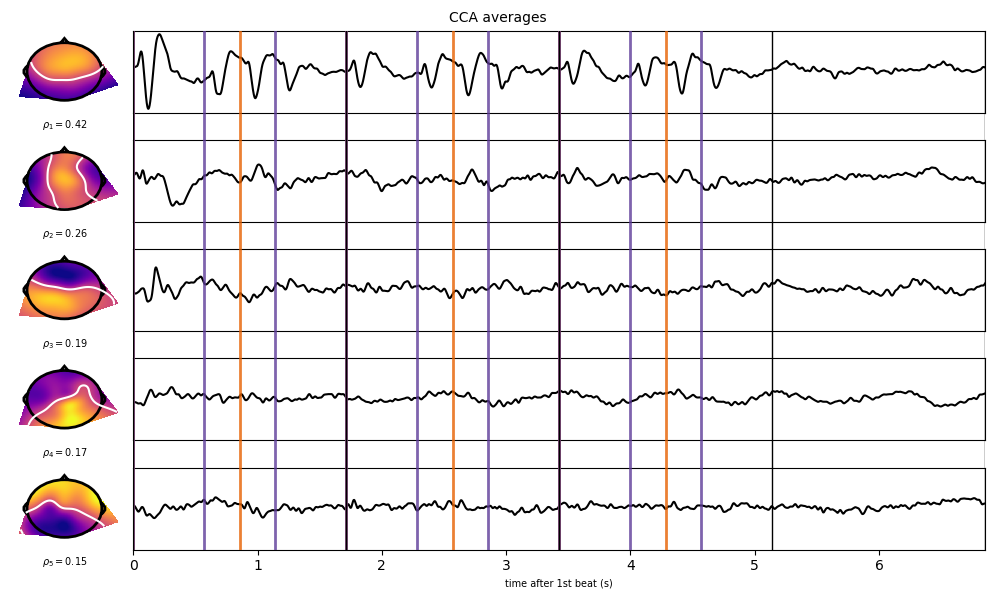 CCA averages
ρ₁ = 0.42
ρ₂ = 0.26
ρ₃ = 0.19
ρ₄ = 0.17
ρ₅ = 0.15
0 1 2 3 4 5 6
time after 1st beat (s)